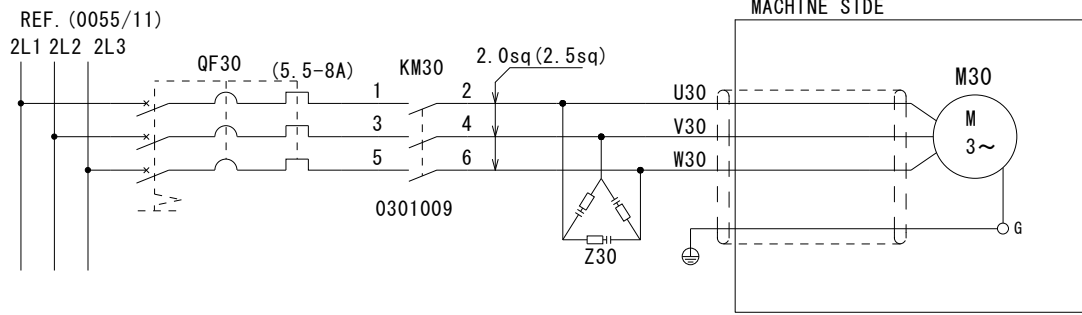 MACHINE SIDE
REF. (0055/11)
2L1 2L2 2L3
QF30 (5.5-8A) KM30 2.0sq(2.5sq)
M30
1 2 U30
3 4 V30
5 6 W30
M
3~
0301009
Z30
G